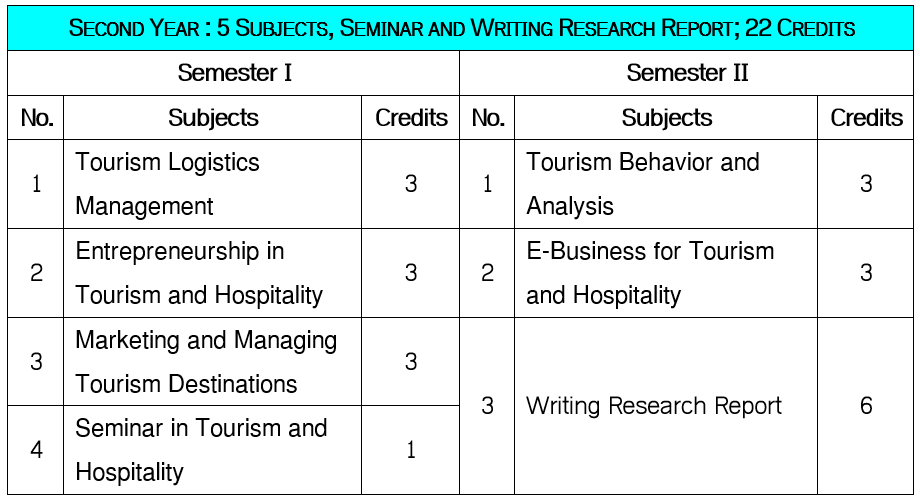 SECOND YEAR : 5 SUBJECTS, SEMINAR AND WRITING RESEARCH REPORT; 22 CREDITS
Semester I
Semester II
No.
Subjects
Credits
No.
Subjects
Credits
1
Tourism Logistics
Management
3
1
Tourism Behavior and
Analysis
3
2
Entrepreneurship in
Tourism and Hospitality
3
2
E-Business for Tourism
and Hospitality
3
3
Marketing and Managing
Tourism Destinations
3
3
Writing Research Report
6
4
Seminar in Tourism and
Hospitality
1